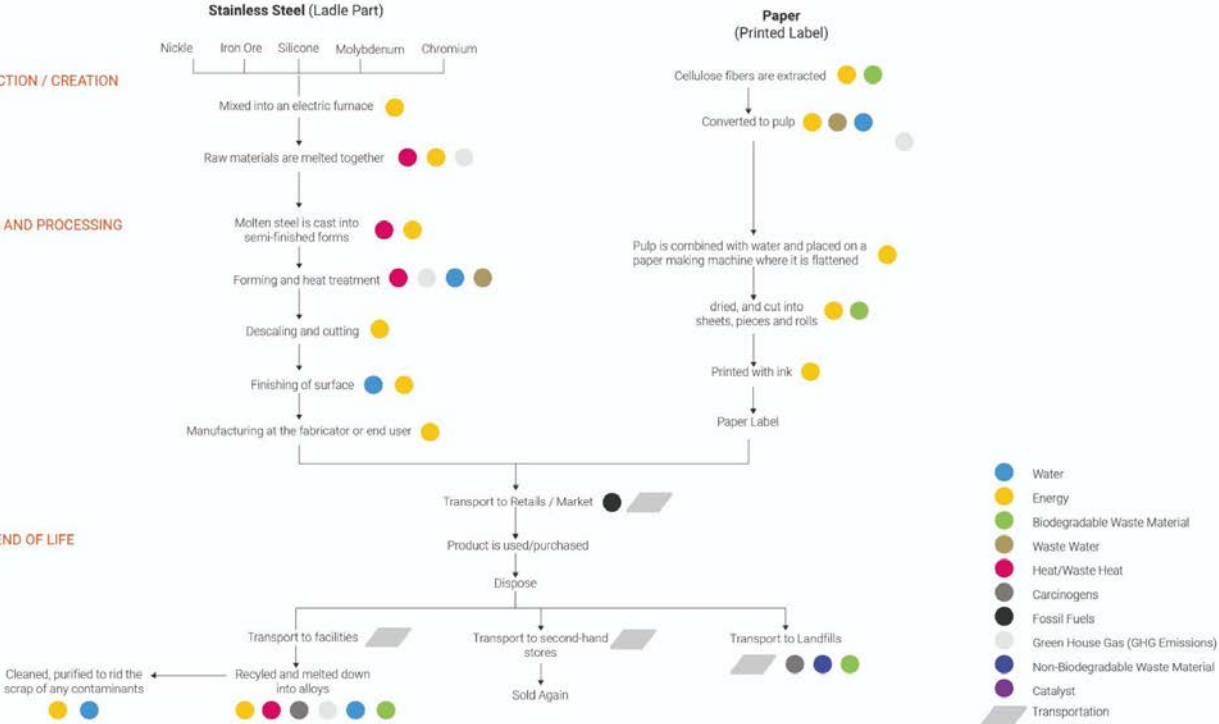 Stainless Steel (Ladle Part)
Paper
(Printed Label)
Nickle
Iron Ore
Silicone
Molybdenum
Chromium
CTION / CREATION
Mixed into an electric furnace
Raw materials are melted together
AND PROCESSING
Molten steel is cast into
semi-finished forms
Forming and heat treatment
Descaling and cutting
Finishing of surface
Manufacturing at the fabricator or end user
Cellulose fibers are extracted
Converted to pulp
Pulp is combined with water and placed on a
paper making machine where it is flattened
dried, and cut into
sheets, pieces and rolls
Printed with ink
Paper Label
Transport to Retails / Market
END OF LIFE
Product is used/purchased
Dispose
Transport to facilities
Transport to second-hand
stores
Transport to Landfills
Cleaned, purified to rid the
scrap of any contaminants
Recyled and melted down
into alloys
Sold Again
Water
Energy
Biodegradable Waste Material
Waste Water
Heat/Waste Heat
Carcinogens
Fossil Fuels
Green House Gas (GHG Emissions)
Non-Biodegradable Waste Material
Catalyst
Transportation